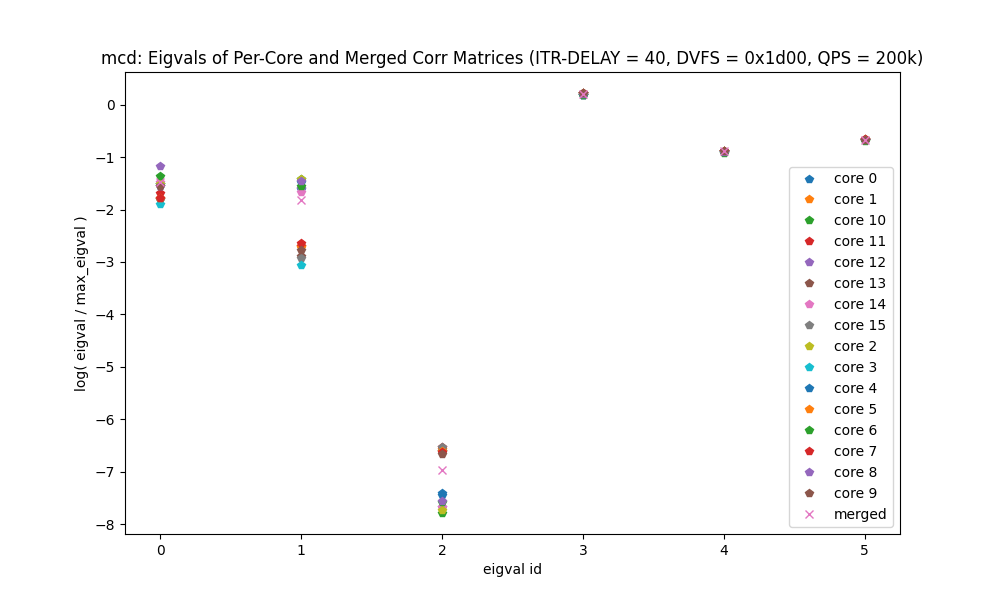 mcd: Eigvals of Per-Core and Merged Corr Matrices (ITR-DELAY = 40, DVFS = 0x1d00, QPS = 200k)
log( eigval / max_eigval )
0
−1
−2
−3
−4
−5
−6
−7
−8
core 0
core 1
core 10
core 11
core 12
core 13
core 14
core 15
core 2
core 3
core 4
core 5
core 6
core 7
core 8
core 9
merged
0 1 2 3 4 5
eigval id